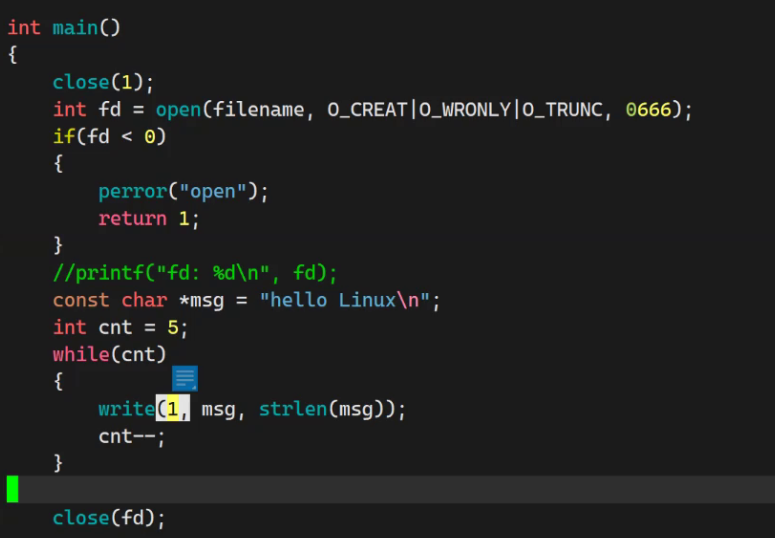 int main()
{
    close(1);
    int fd = open(filename, O_CREAT|O_WRONLY|O_TRUNC, 0666);
    if(fd < 0)
    {
        perror("open");
        return 1;
    }
    //printf("fd: %d\n", fd);
    const char *msg = "hello Linux\n";
    int cnt = 5;
    while(cnt)
    {
        write(1, msg, strlen(msg));
        cnt--;
    }
    close(fd);